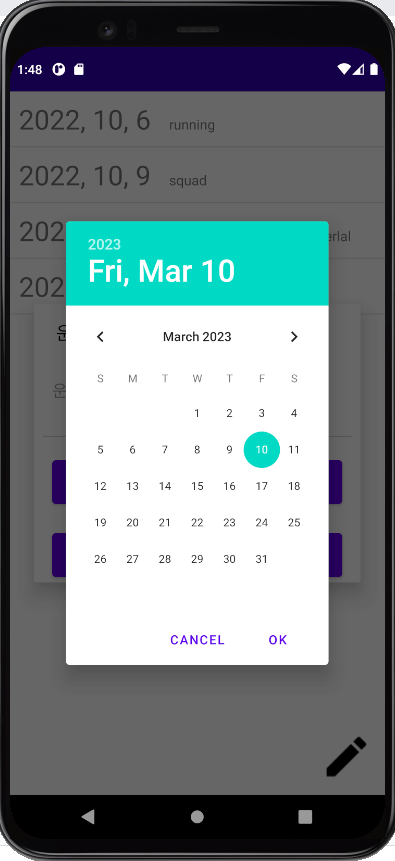 1:48
2022, 10, 6 running
2022, 10, 9 squad
202
202
2023
Fri, Mar 10
March 2023
S M T W T F S
1 2 3 4
5 6 7 8 9 10 11
12 13 14 15 16 17 18
19 20 21 22 23 24 25
26 27 28 29 30 31
CANCEL OK